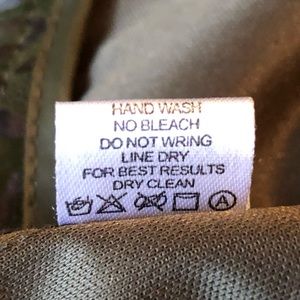 HAND WASH
NO BLEACH
DO NOT WRING
LINE DRY
FOR BEST RESULTS
DRY CLEAN
A